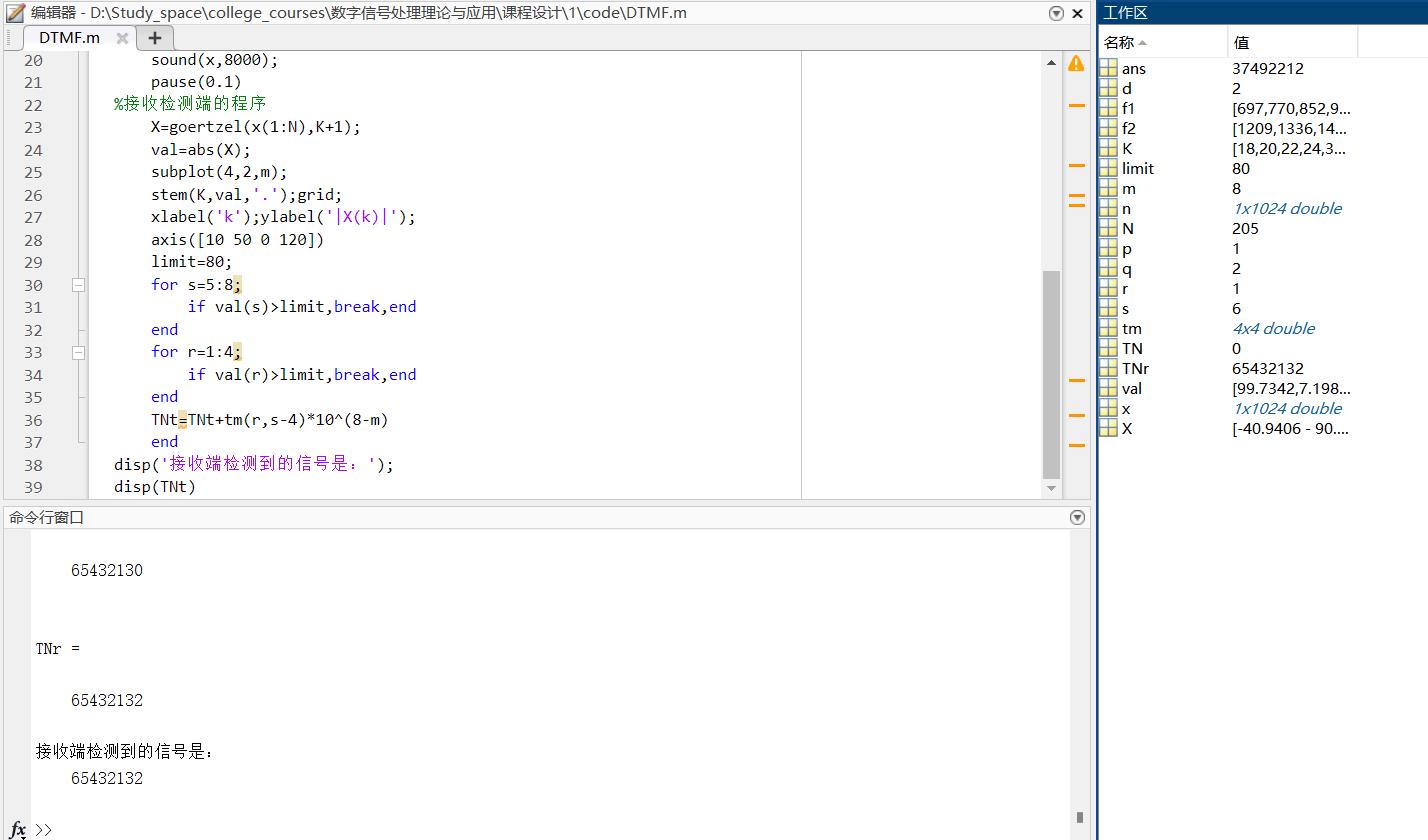 编辑器 - D:\Study_space\college_courses\数字信号处理理论与应用\课程设计\1\code\DTMF.m
DTMF.m
20 sound(x,8000);
21 pause(0.1)
22 %接收检测端的程序
23 X=goertzel(x(1:N),K+1);
24 val=abs(X);
25 subplot(4,2,m);
26 stem(K,val,'.');grid;
27 xlabel('k');ylabel('|X(k)|');
28 axis([10 50 0 120])
29 limit=80;
30 for s=5:8;
31 if val(s)>limit,break,end
32 end
33 for r=1:4;
34 if val(r)>limit,break,end
35 end
36 TNt=TNt+tm(r,s-4)*10^(8-m)
37 end
38 disp('接收端检测到的信号是：');
39 disp(TNt)
命令行窗口
65432130
TNr =
65432132
接收端检测到的信号是：
65432132
fx >>
工作区
名称 值
ans 37492212
d 2
f1 [697,770,852,9...
f2 [1209,1336,14...
K [18,20,22,24,3...
limit 80
m 8
n 1x1024 double
N 205
p 1
q 2
r 1
s 6
tm 4x4 double
TN 0
TNr 65432132
val [99.7342,7.198...
x 1x1024 double
X [-40.9406 - 90....